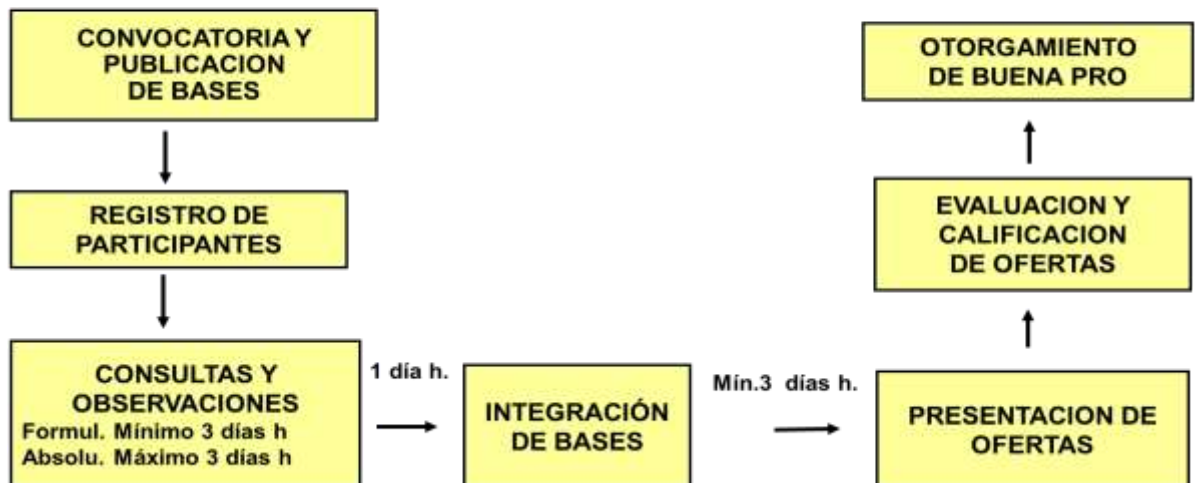 CONVOCATORIA Y
PUBLICACION
DE BASES
REGISTRO DE
PARTICIPANTES
CONSULTAS Y
OBSERVACIONES
Formul. Mínimo 3 días h
Absolu. Máximo 3 días h
1 día h.
INTEGRACIÓN
DE BASES
Mín.3 días h.
PRESENTACION DE
OFERTAS
EVALUACION Y
CALIFICACION
DE OFERTAS
OTORGAMIENTO
DE BUENA PRO